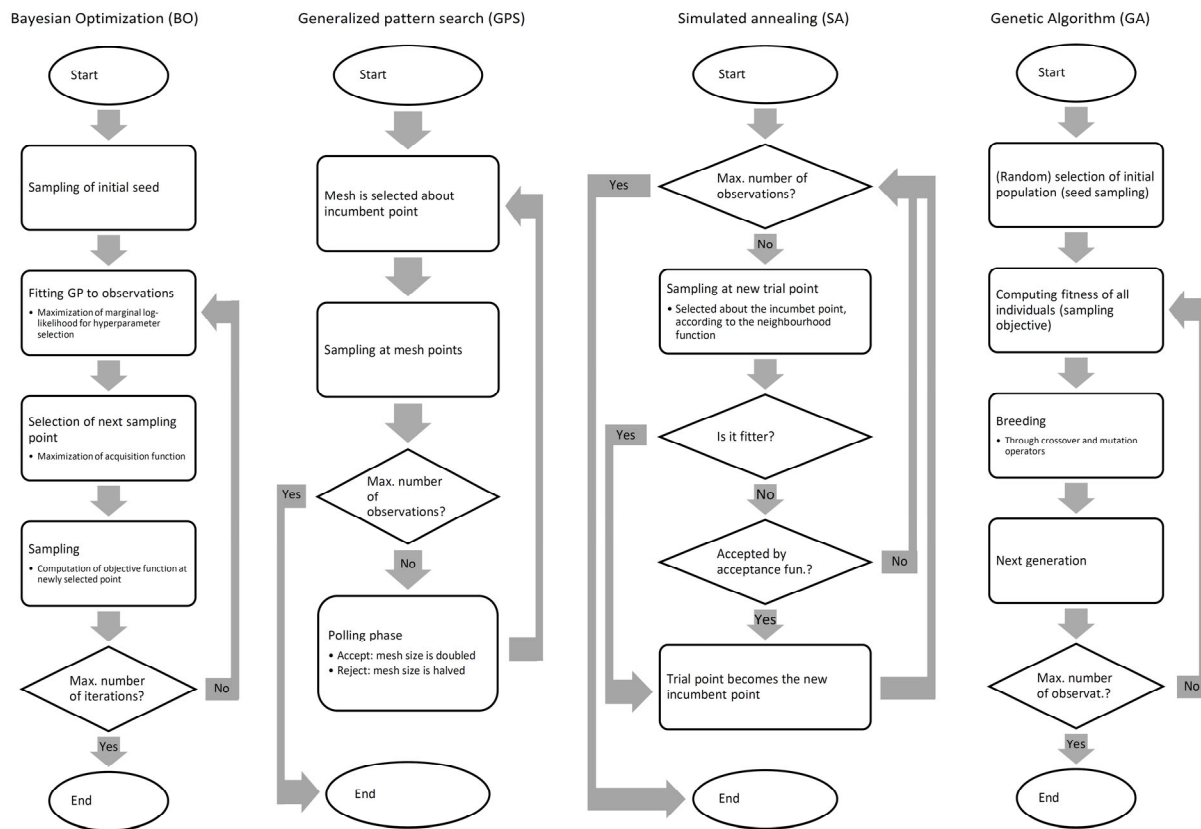 Bayesian Optimization (BO)
Start
Sampling of initial seed
Fitting GP to observations
• Maximization of marginal log-
likelihood for hyperparameter
selection
Selection of next sampling
point
• Maximization of acquisition function
Sampling
• Computation of objective function at
newly selected point
Max. number
of iterations?
No
Yes
End
Generalized pattern search (GPS)
Start
Mesh is selected about
incumbent point
Sampling at mesh points
Max. number
of
observations?
Yes
No
Polling phase
• Accept: mesh size is doubled
• Reject: mesh size is halved
End
Simulated annealing (SA)
Start
Max. number of
observations?
Yes
No
Sampling at new trial point
• Selected about the incumbet point,
according to the neighbourhood
function
Is it fitter?
Yes
No
Accepted by
acceptance fun.?
No
Yes
Trial point becomes the new
incumbent point
End
Genetic Algorithm (GA)
Start
(Random) selection of initial
population (seed sampling)
Computing fitness of all
individuals (sampling
objective)
Breeding
• Through crossover and mutation
operators
Next generation
Max. number
of observat.?
No
Yes
End